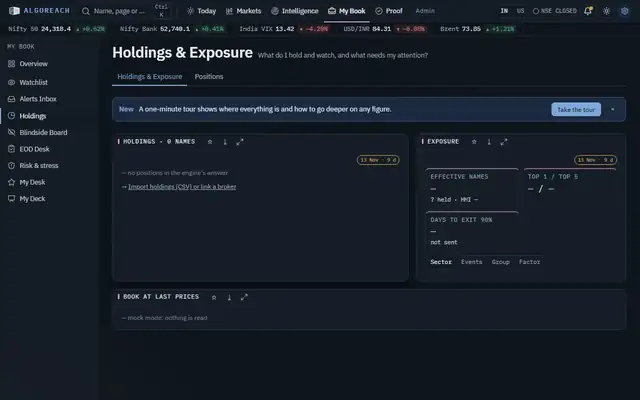 ALGOREACH Name, page or ... Ctrl K Today Markets Intelligence My Book Proof Admin IN US NSE CLOSED
Nifty 50 24,318.4 ▲ +0.62% Nifty Bank 52,740.1 ▲ +0.41% India VIX 13.42 ▼ -4.20% USD/INR 84.31 ▼ -0.08% Brent 73.85 ▲ +1.21%
MY BOOK
Overview
Watchlist
Alerts Inbox
Holdings
Blindside Board
EOD Desk
Risk & stress
My Desk
My Deck
Holdings & Exposure What do I hold and watch, and what needs my attention?
Holdings & Exposure Positions
New A one-minute tour shows where everything is and how to go deeper on any figure. Take the tour
HOLDINGS · 0 NAMES
13 Nov · 9 d
— no positions in the engine's answer
→ Import holdings (CSV) or link a broker
EXPOSURE
13 Nov · 9 d
EFFECTIVE NAMES
—
? held · HHI —
TOP 1 / TOP 5
— / —
DAYS TO EXIT 90%
—
not sent
Sector Events Group Factor
BOOK AT LAST PRICES
— mock mode: nothing is read